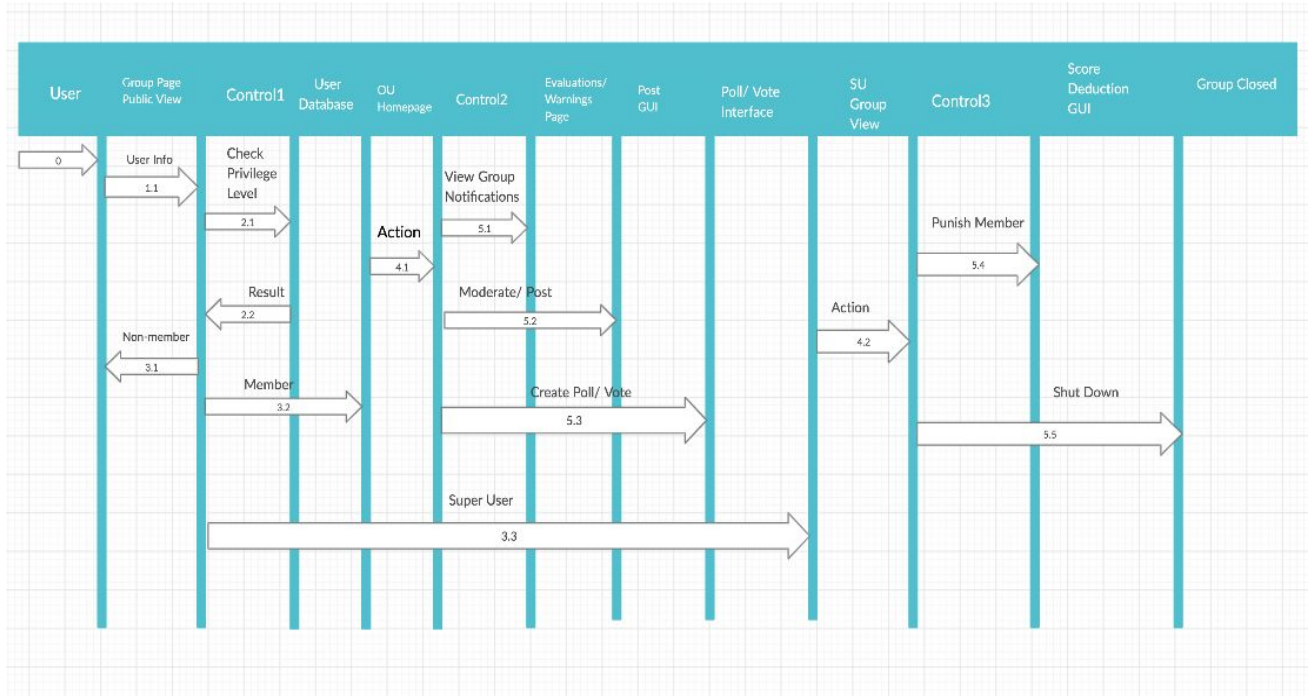 User
Group Page
Public View
Control1
User
Database
OU
Homepage
Control2
Evaluations/
Warnings
Page
Post
GUI
Poll/ Vote
Interface
SU
Group
View
Control3
Score
Deduction
GUI
Group Closed
0
User Info
1.1
Check
Privilege
Level
2.1
View Group
Notifications
5.1
Action
4.1
Punish Member
5.4
Result
2.2
Moderate/ Post
5.2
Action
4.2
Non-member
3.1
Member
3.2
Create Poll/ Vote
5.3
Shut Down
5.5
Super User
3.3